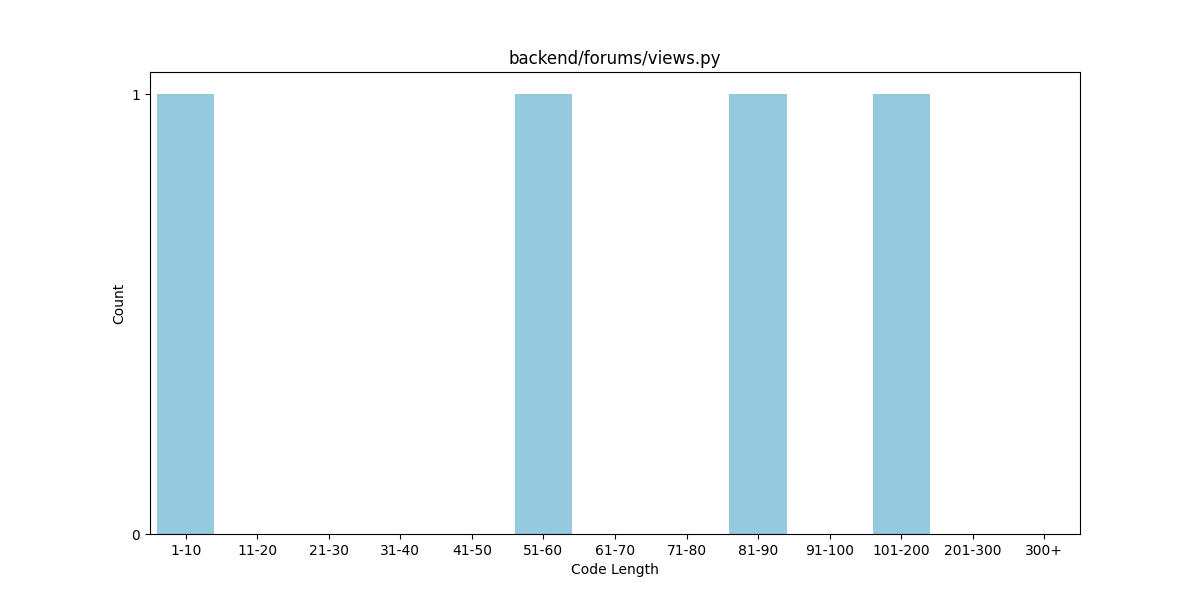 backend/forums/views.py
1
Count
0
1-10 11-20 21-30 31-40 41-50 51-60 61-70 71-80 81-90 91-100 101-200 201-300 300+
Code Length